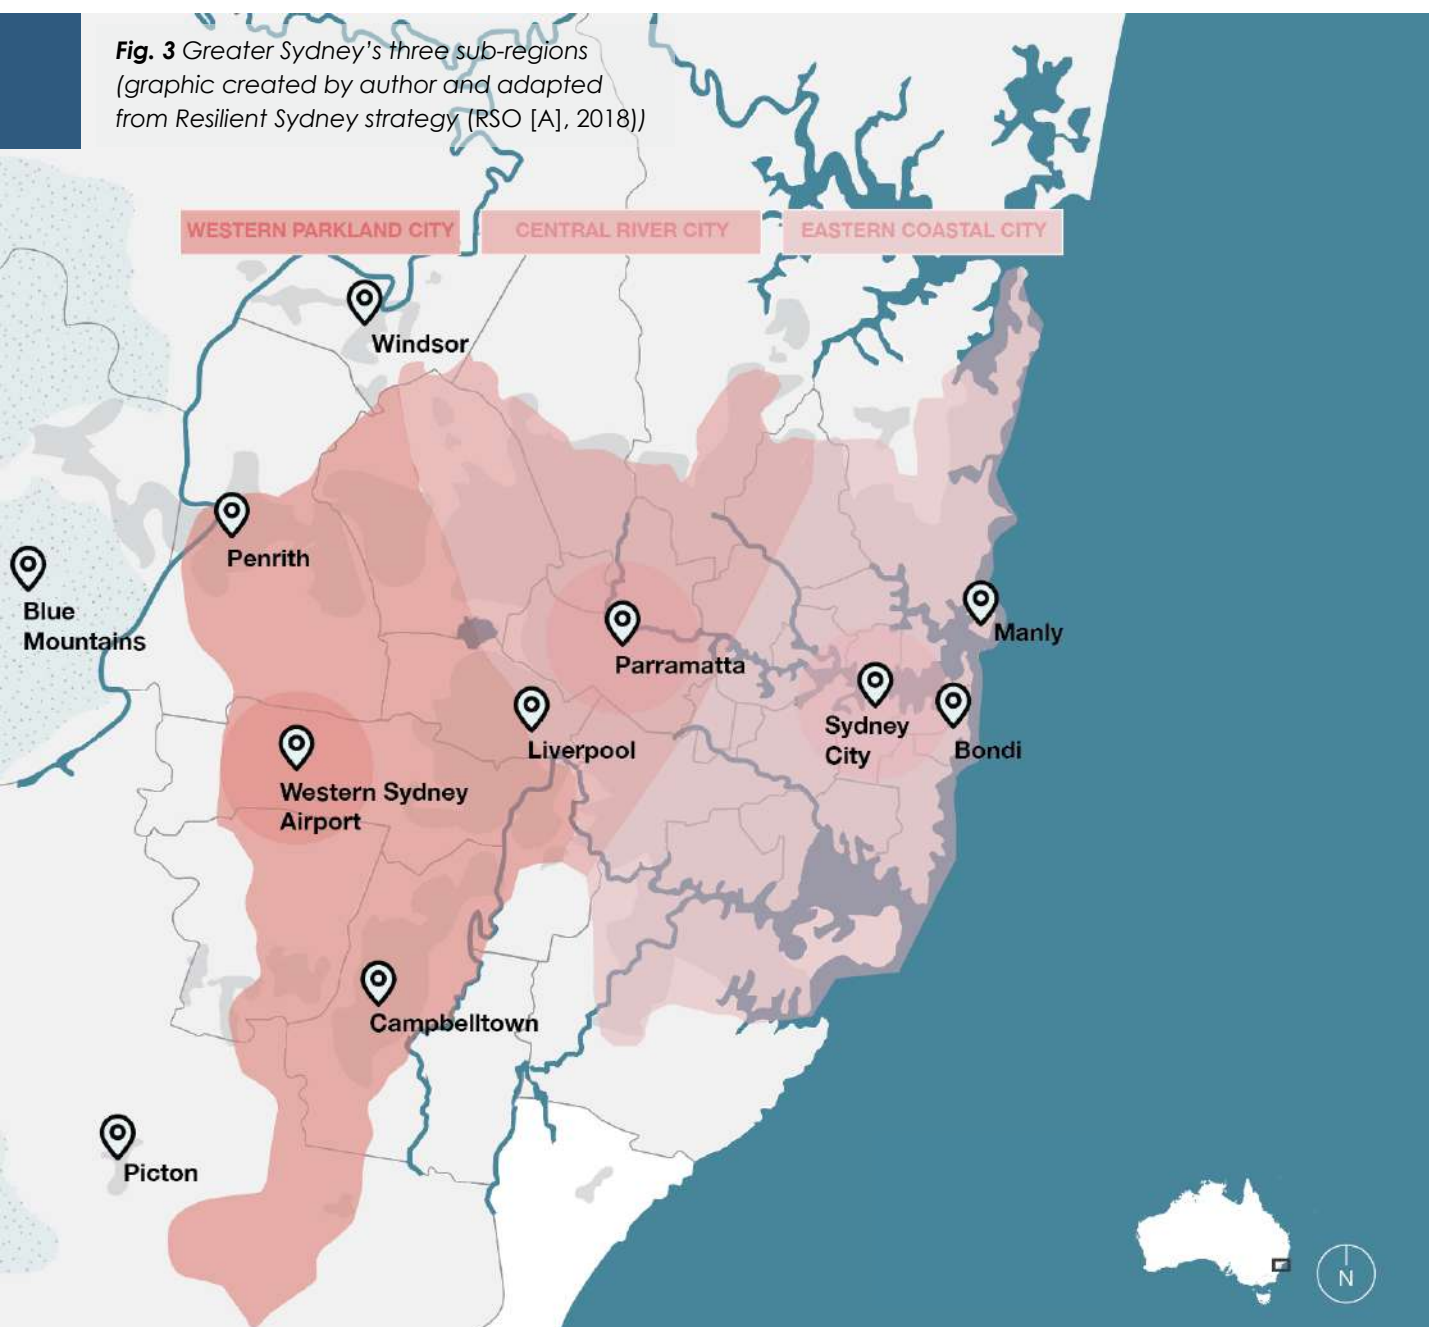 Fig. 3 Greater Sydney's three sub-regions
(graphic created by author and adapted
from Resilient Sydney strategy (RSO [A], 2018))
WESTERN PARKLAND CITY
CENTRAL RIVER CITY
EASTERN COASTAL CITY
Windsor
Penrith
Blue
Mountains
Manly
Parramatta
Sydney
City
Liverpool
Bondi
Western Sydney
Airport
Campbelltown
Picton
N